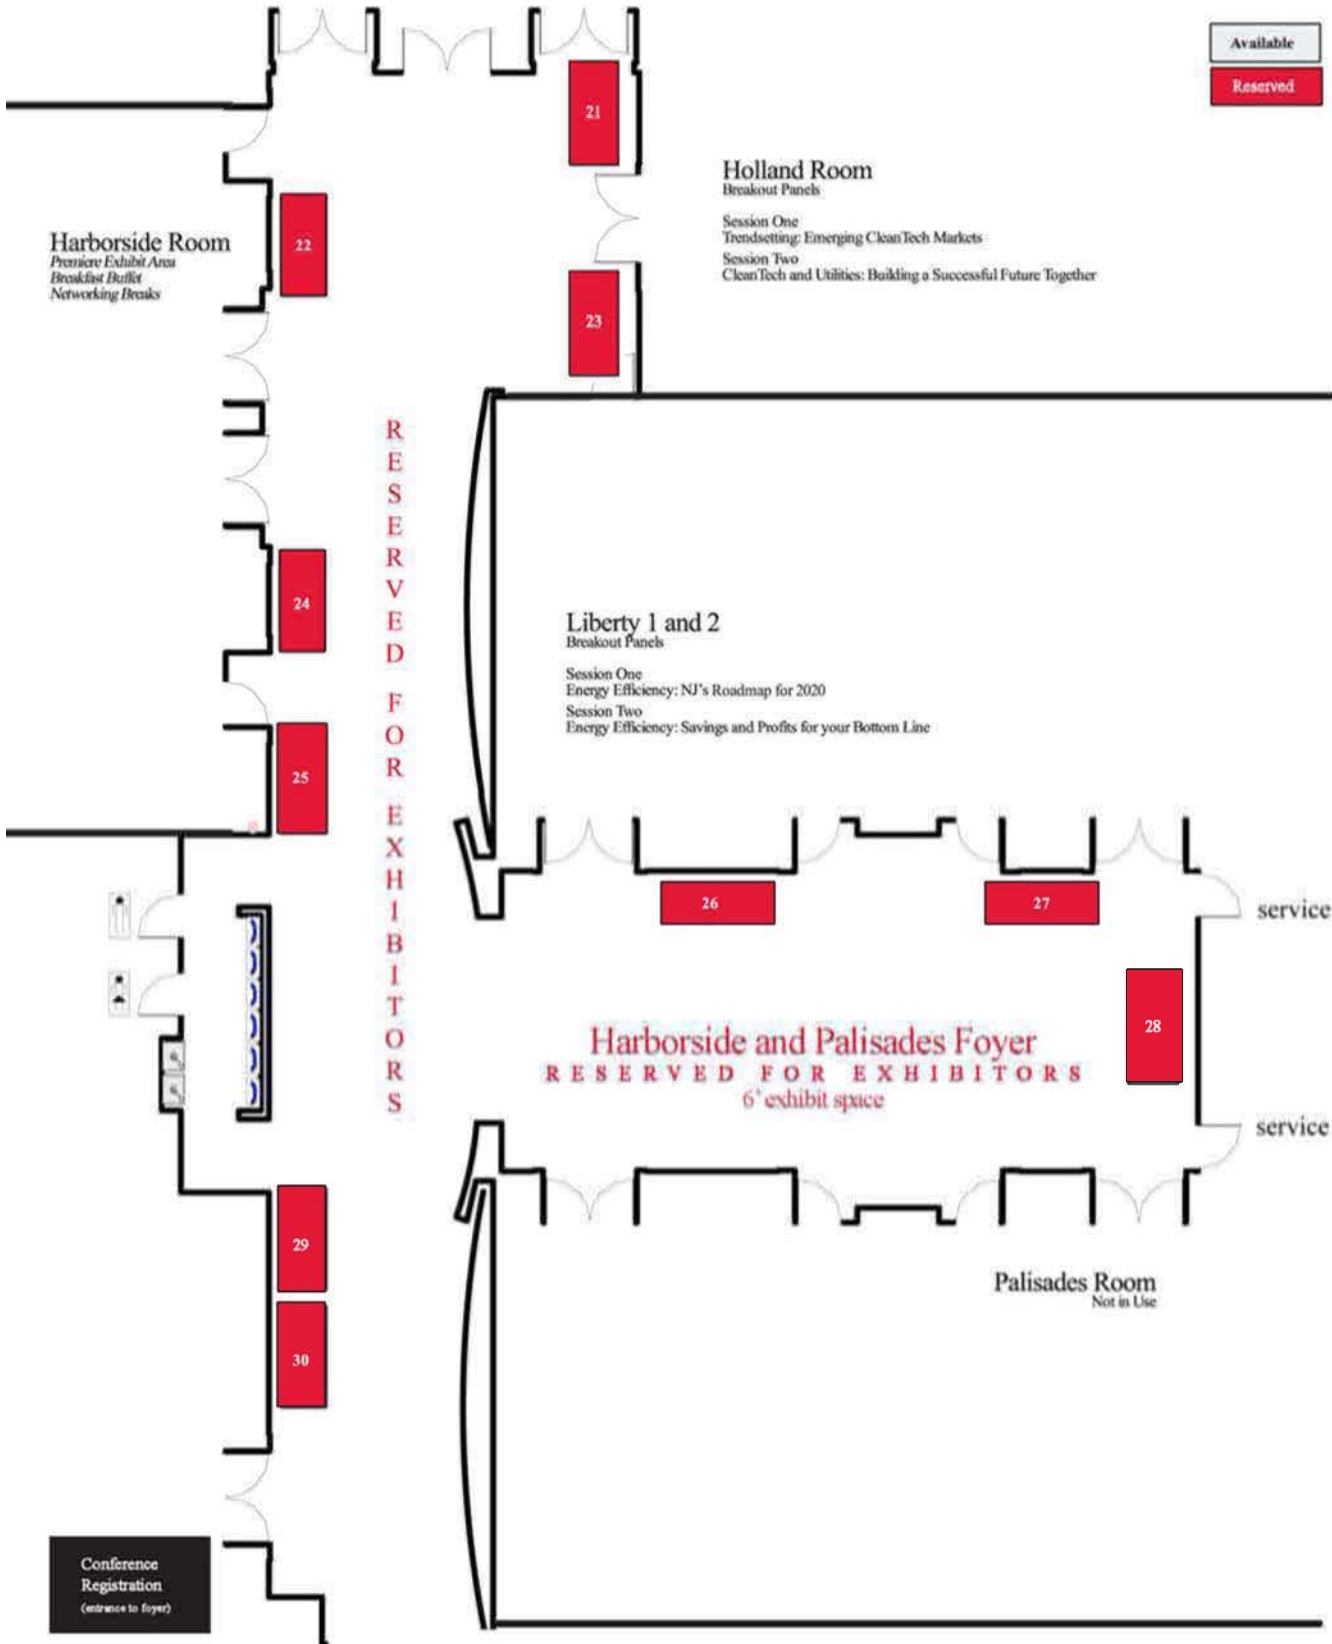 Available
Reserved
21
Holland Room
Breakout Panels
Session One
Trendsetting: Emerging CleanTech Markets
Session Two
CleanTech and Utilities: Building a Successful Future Together
22
Harborside Room
Premiere Exhibit Area
Breakfast Buffet
Networking Breaks
23
RESERVED FOR EXHIBITORS
24
Liberty 1 and 2
Breakout Panels
Session One
Energy Efficiency: NJ's Roadmap for 2020
Session Two
Energy Efficiency: Savings and Profits for your Bottom Line
25
26
27
service
28
Harborside and Palisades Foyer
RESERVED FOR EXHIBITORS
6' exhibit space
service
29
Palisades Room
Not in Use
30
Conference
Registration
(entrance to foyer)